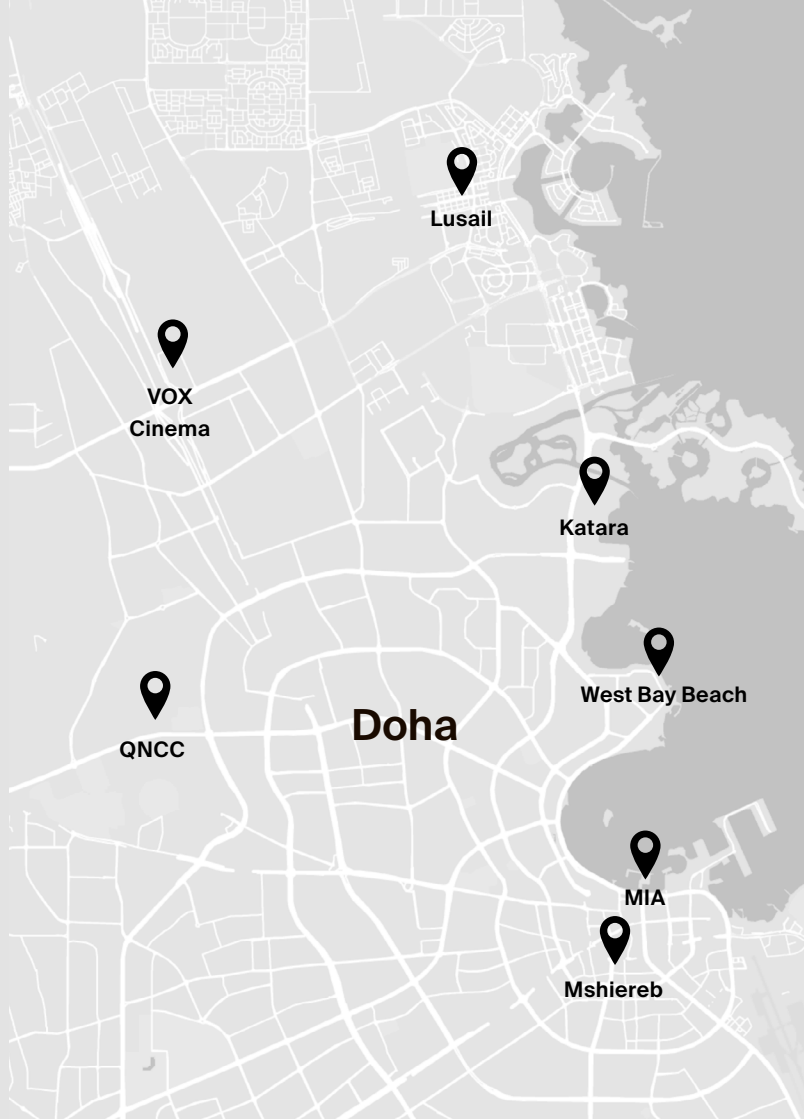 Lusail
VOX
Cinema
Katara
West Bay Beach
QNCC
Doha
MIA
Mshiereb